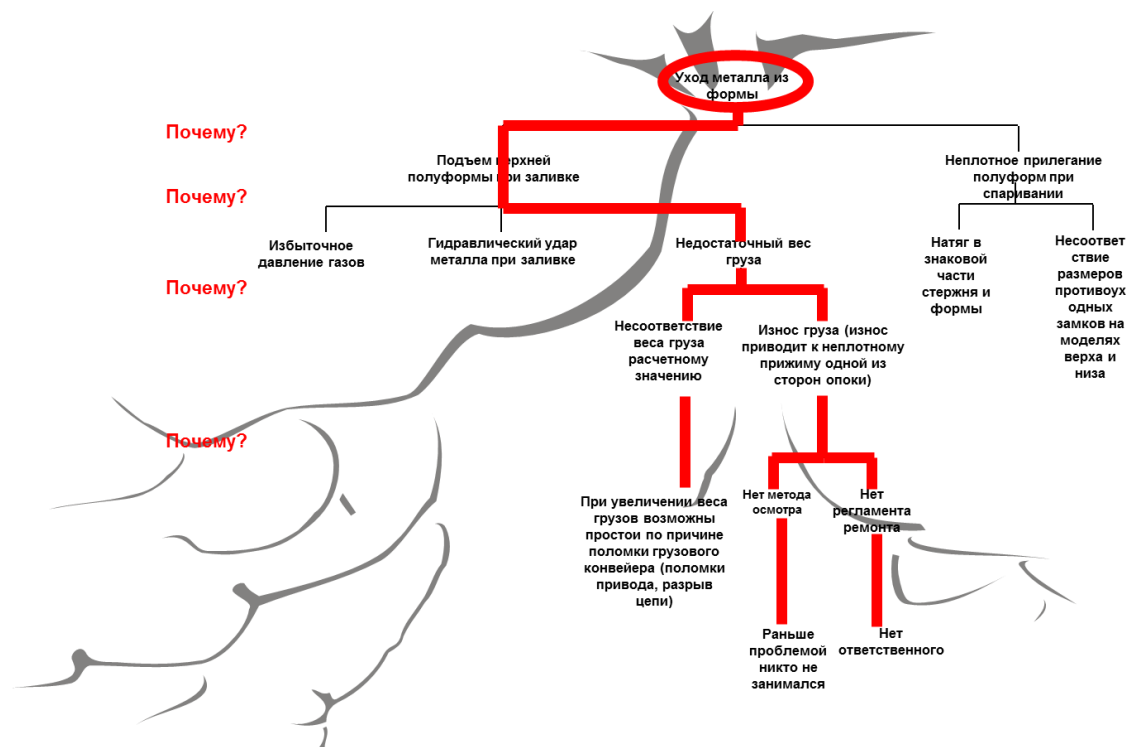 Уход металла из
формы
Почему?
Подъем верхней
полуформы при заливке
Неплотное прилегание
полуформ при
спаривании
Почему?
Избыточное
давление газов
Гидравлический удар
металла при заливке
Недостаточный вес
груза
Натяг в
знаковой
части
стержня и
формы
Несоответ
ствие
размеров
противоух
одных
замков на
моделях
верха и
низа
Почему?
Несоответствие
веса груза
расчетному
значению
Износ груза (износ
приводит к неплотному
прижиму одной из
сторон опоки)
Почему?
При увеличении веса
грузов возможны
простои по причине
поломки грузового
конвейера (поломки
привода, разрыв
цепи)
Нет метода
осмотра
Нет
регламента
ремонта
Раньше
проблемой
никто не
занимался
Нет
ответственного